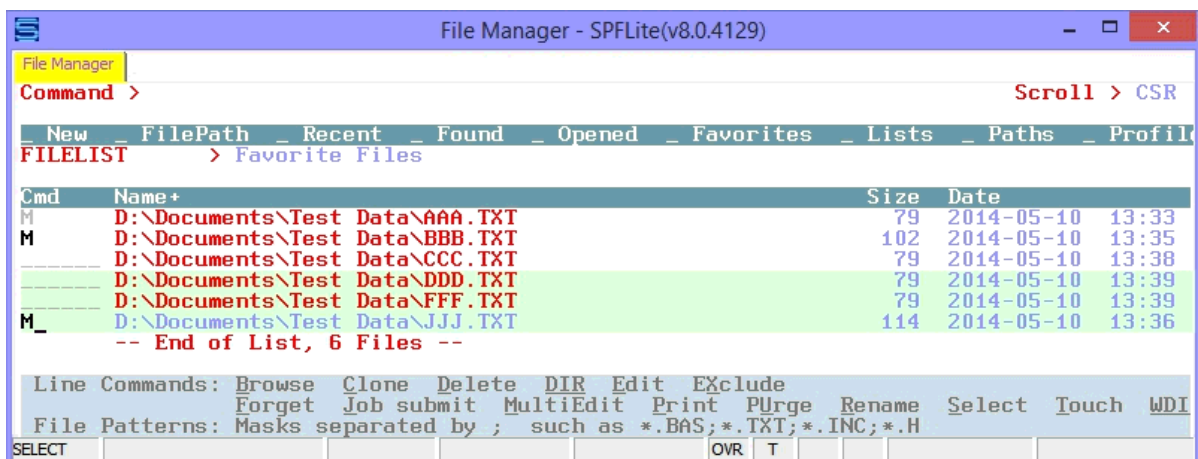 File Manager - SPFLite(v8.0.4129)
File Manager
Command > Scroll > CSR
_ New _ FilePath _ Recent _ Found _ Opened _ Favorites _ Lists _ Paths _ Profil
FILELIST > Favorite Files
Cmd Name+ Size Date
M D:\Documents\Test Data\AAA.TXT 79 2014-05-10 13:33
M D:\Documents\Test Data\BBB.TXT 102 2014-05-10 13:35
______ D:\Documents\Test Data\CCC.TXT 79 2014-05-10 13:38
______ D:\Documents\Test Data\DDD.TXT 79 2014-05-10 13:39
______ D:\Documents\Test Data\FFF.TXT 79 2014-05-10 13:39
M_ D:\Documents\Test Data\JJJ.TXT 114 2014-05-10 13:36
-- End of List, 6 Files --
Line Commands: Browse Clone Delete DIR Edit EXclude
Forget Job submit MultiEdit Print PUrge Rename Select Touch WDI
File Patterns: Masks separated by ; such as *.BAS;*.TXT;*.INC;*.H
SELECT OVR T